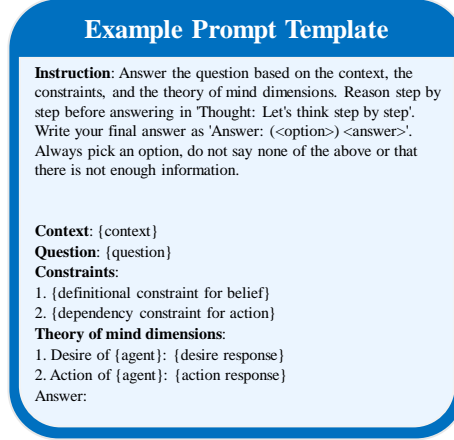 Example Prompt Template
Instruction: Answer the question based on the context, the
constraints, and the theory of mind dimensions. Reason step by
step before answering in 'Thought: Let's think step by step'.
Write your final answer as 'Answer: (<option>) <answer>'.
Always pick an option, do not say none of the above or that
there is not enough information.
Context: {context}
Question: {question}
Constraints:
1. {definitional constraint for belief}
2. {dependency constraint for action}
Theory of mind dimensions:
1. Desire of {agent}: {desire response}
2. Action of {agent}: {action response}
Answer: